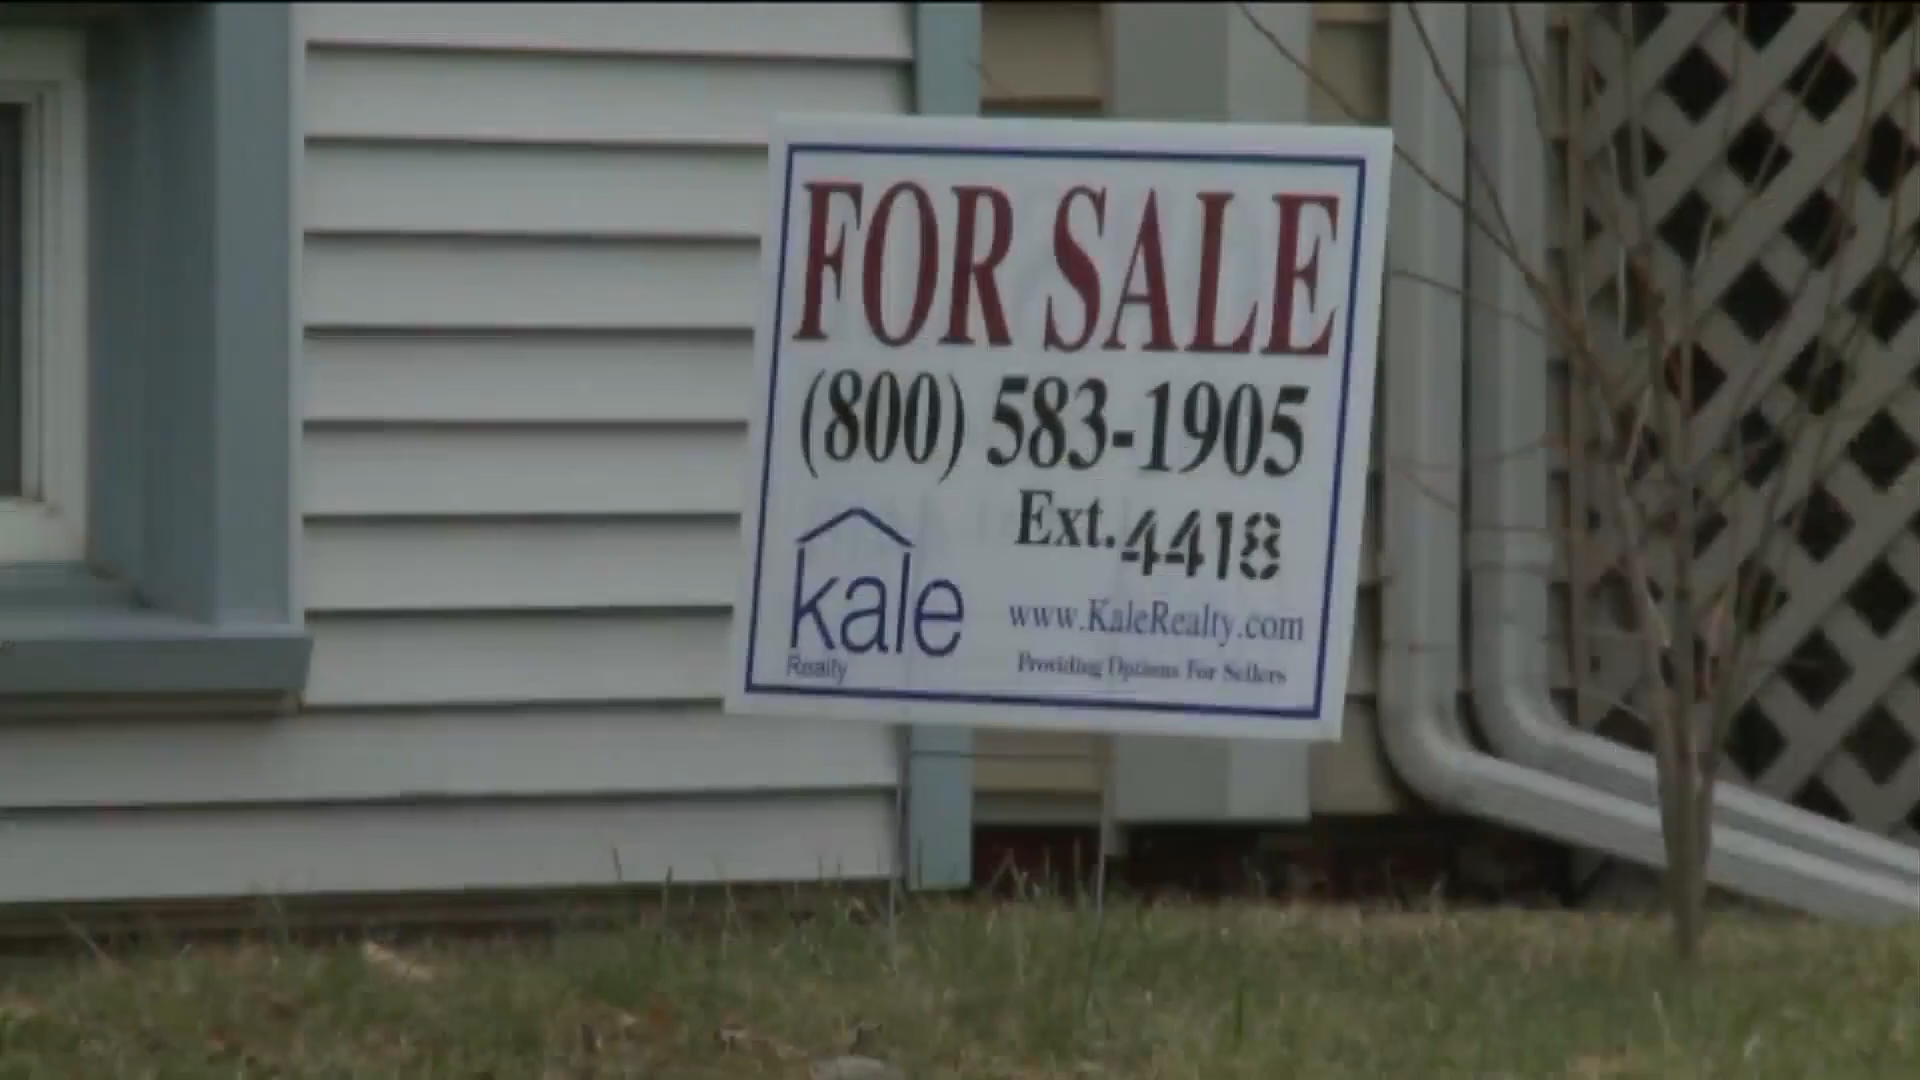 FOR SALE
(800) 583-1905
Ext. 4418
kale
Realty
www.KaleRealty.com
Providing Options For Sellers